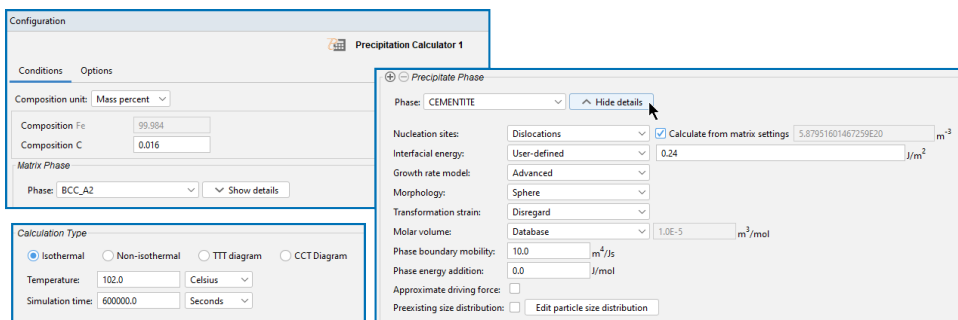 Configuration
Precipitation Calculator 1
Conditions Options
Composition unit: Mass percent
Composition Fe 99.984
Composition C 0.016
Matrix Phase
Phase: BCC_A2 Show details
Calculation Type
Isothermal Non-isothermal TTT diagram CCT Diagram
Temperature: 102.0 Celsius
Simulation time: 600000.0 Seconds
Precipitate Phase
Phase: CEMENTITE Hide details
Nucleation sites: Dislocations Calculate from matrix settings 5.87951601467259E20 m^-3
Interfacial energy: User-defined 0.24 J/m^2
Growth rate model: Advanced
Morphology: Sphere
Transformation strain: Disregard
Molar volume: Database 1.0E-5 m^3/mol
Phase boundary mobility: 10.0 m^4/Js
Phase energy addition: 0.0 J/mol
Approximate driving force:
Preexisting size distribution: Edit particle size distribution